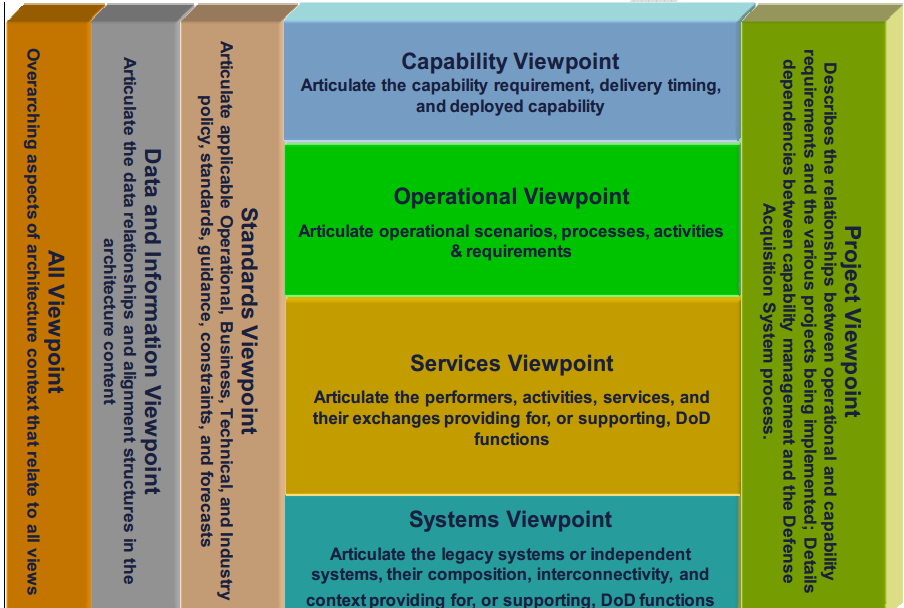 All Viewpoint
Overarching aspects of architecture context that relate to all views
Data and Information Viewpoint
Articulate the data relationships and alignment structures in the
architecture content
Standards Viewpoint
Articulate applicable Operational, Business, Technical, and Industry
policy, standards, guidance, constraints, and forecasts
Capability Viewpoint
Articulate the capability requirement, delivery timing,
and deployed capability
Operational Viewpoint
Articulate operational scenarios, processes, activities
& requirements
Services Viewpoint
Articulate the performers, activities, services, and
their exchanges providing for, or supporting, DoD
functions
Systems Viewpoint
Articulate the legacy systems or independent
systems, their composition, interconnectivity, and
context providing for, or supporting, DoD functions
Project Viewpoint
Describes the relationships between operational and capability
requirements and the various projects being implemented; Details
dependencies between capability management and the Defense
Acquisition System process.